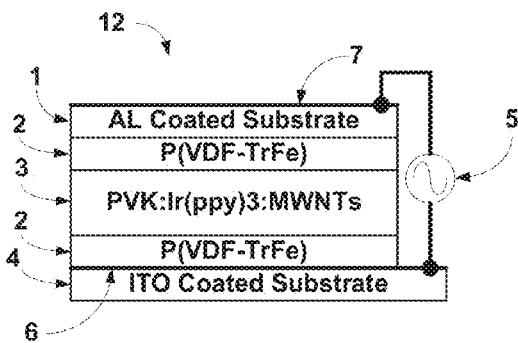 12
7
1
AL Coated Substrate
2
P(VDF-TrFe)
5
3
PVK:Ir(ppy)3:MWNTs
2
P(VDF-TrFe)
4
ITO Coated Substrate
6